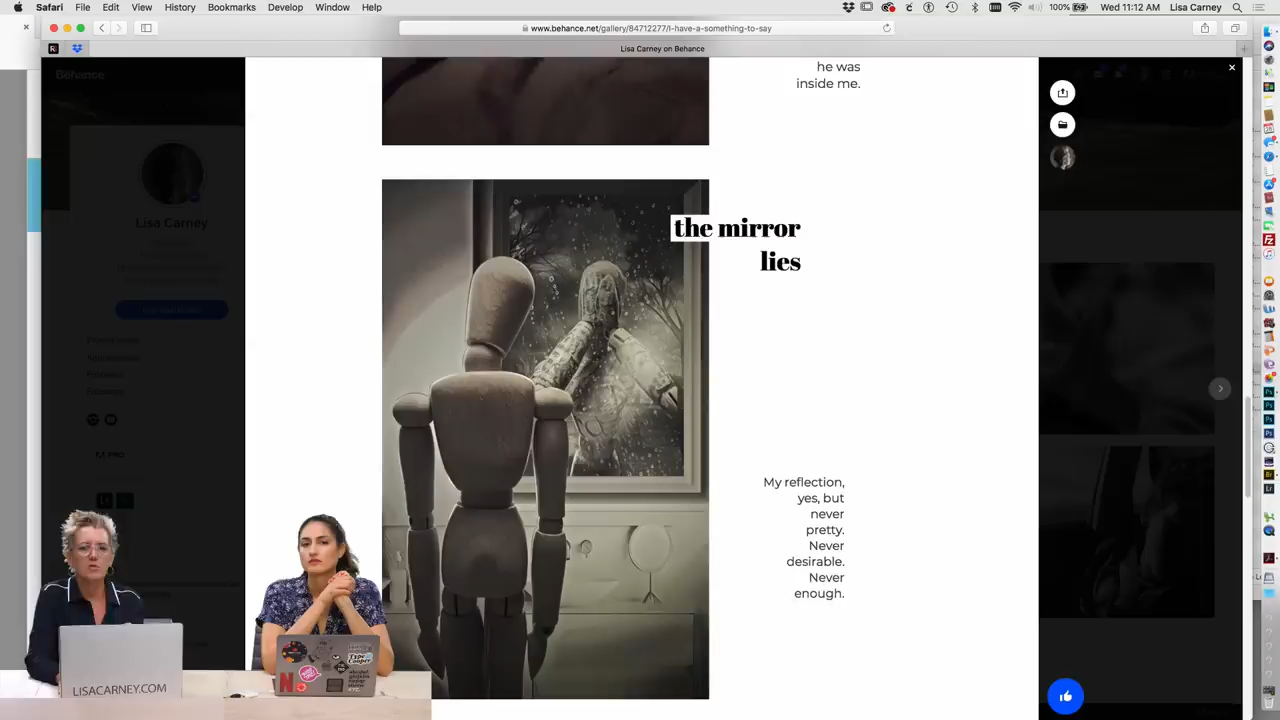 Safari File Edit View History Bookmarks Develop Window Help
100% Wed 11:12 AM Lisa Carney
www.behance.net/gallery/84712277/I-have-a-something-to-say
Lisa Carney on Behance
Behance
he was
inside me.
Lisa Carney
the mirror
lies
My reflection,
yes, but
never
pretty.
Never
desirable.
Never
enough.
PRO
LISACARNEY.COM